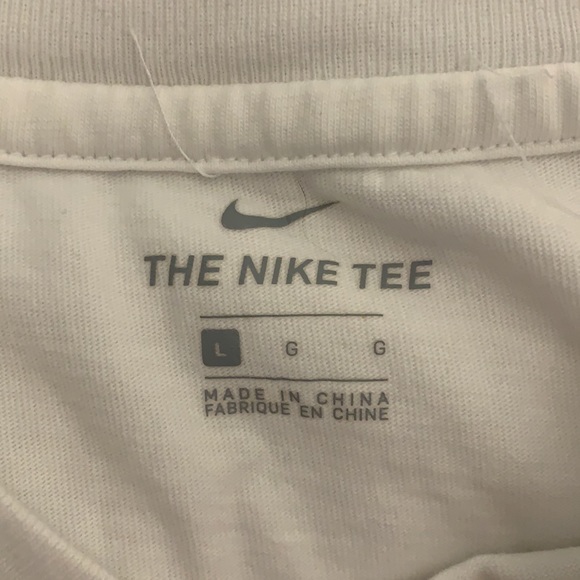 THE NIKE TEE
L G G
MADE IN CHINA
FABRIQUE EN CHINE